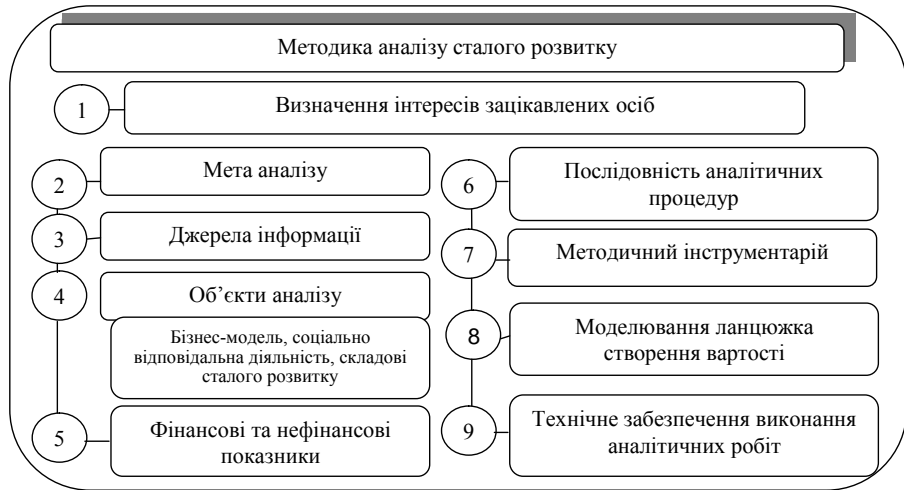 Методика аналізу сталого розвитку
1
Визначення інтересів зацікавлених осіб
2
Мета аналізу
3
Джерела інформації
4
Об’єкти аналізу
Бізнес-модель, соціально
відповідальна діяльність, складові
сталого розвитку
5
Фінансові та нефінансові
показники
6
Послідовність аналітичних
процедур
7
Методичний інструментарій
8
Моделювання ланцюжка
створення вартості
9
Технічне забезпечення виконання
аналітичних робіт